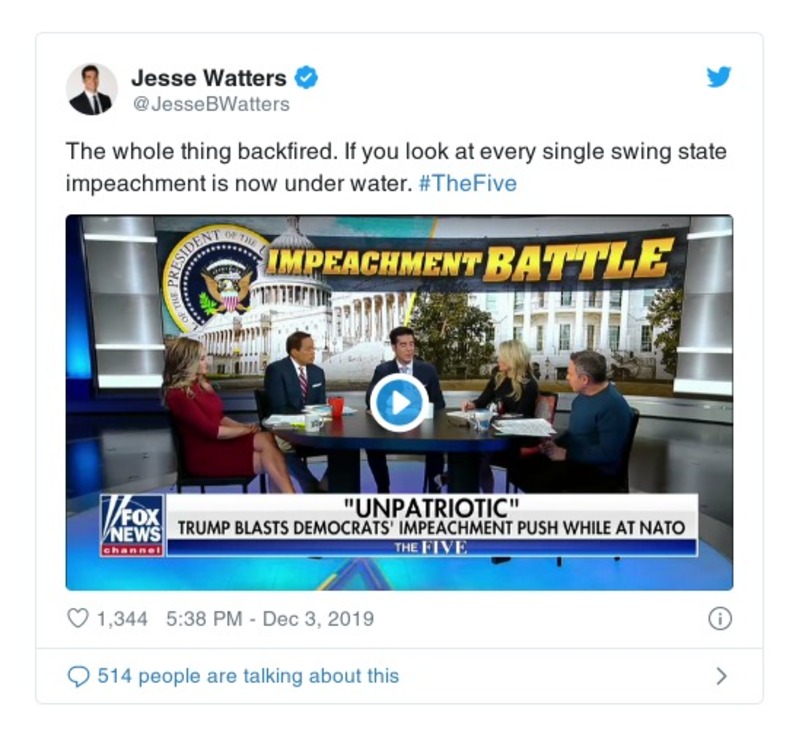 Jesse Watters
@JesseBWatters
The whole thing backfired. If you look at every single swing state
impeachment is now under water. #TheFive
OF THE PRESIDENT OF THE
IMPEACHMENT BATTLE
FOX
NEWS
channel
"UNPATRIOTIC"
TRUMP BLASTS DEMOCRATS' IMPEACHMENT PUSH WHILE AT NATO
THE FIVE
1,344 5:38 PM - Dec 3, 2019
514 people are talking about this